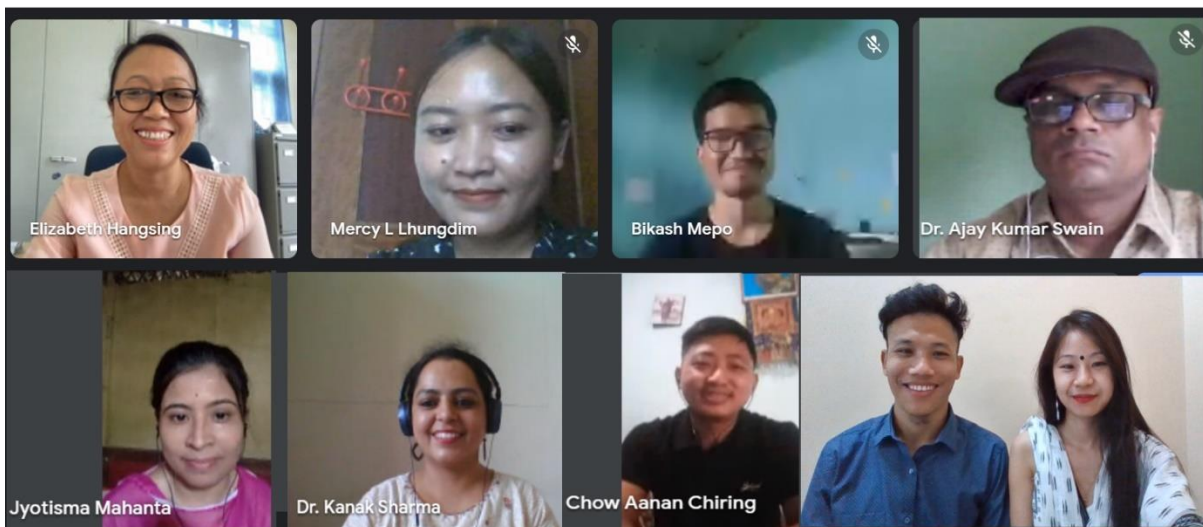 Elizabeth Hangsing
Mercy L Lhungdim
Bikash Mepo
Dr. Ajay Kumar Swain
Jyotisma Mahanta
Dr. Kanak Sharma
Chow Aanan Chiring